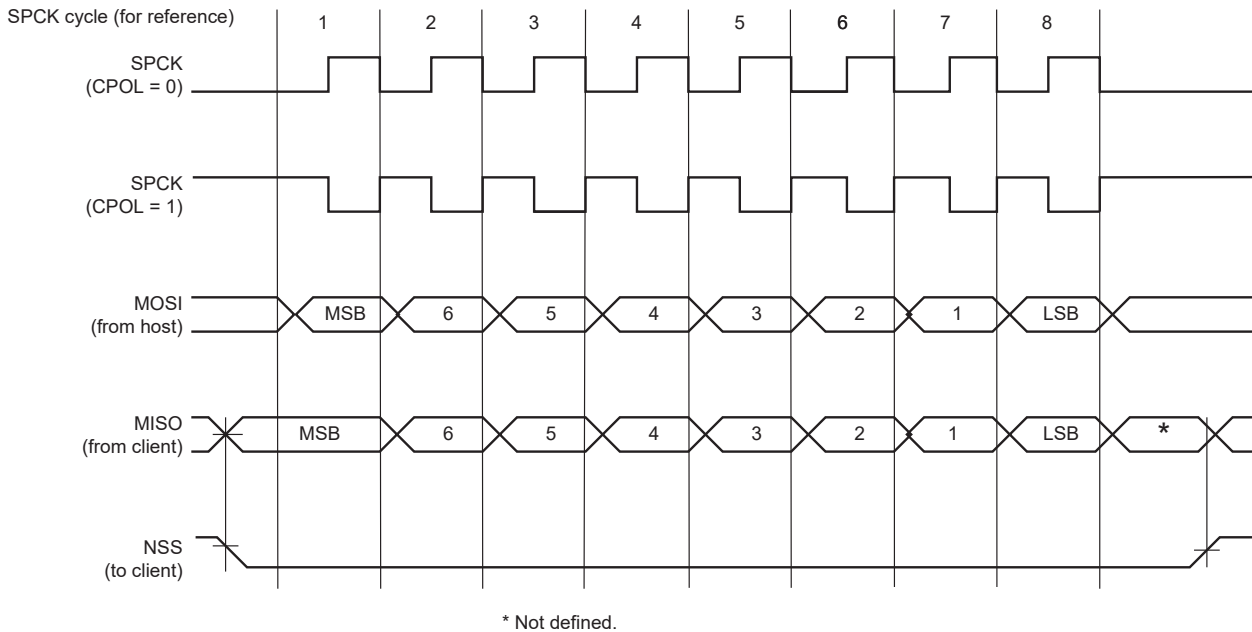 SPCK cycle (for reference)
1 2 3 4 5 6 7 8
SPCK
(CPOL = 0)
SPCK
(CPOL = 1)
MOSI
(from host)
MSB 6 5 4 3 2 1 LSB
MISO
(from client)
MSB 6 5 4 3 2 1 LSB *
NSS
(to client)
* Not defined.